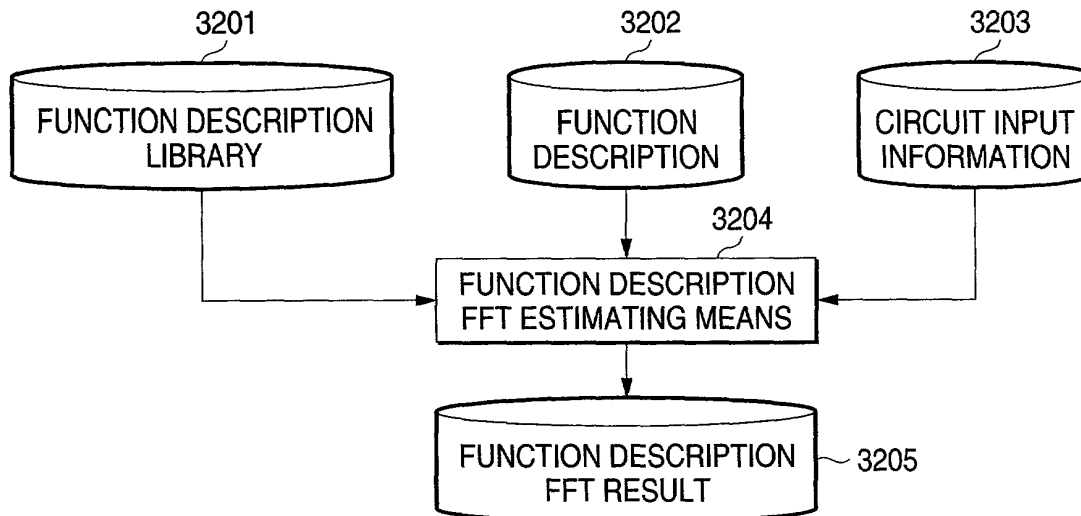 3201
3202
3203
FUNCTION DESCRIPTION
LIBRARY
FUNCTION
DESCRIPTION
CIRCUIT INPUT
INFORMATION
3204
FUNCTION DESCRIPTION
FFT ESTIMATING MEANS
FUNCTION DESCRIPTION
FFT RESULT
3205